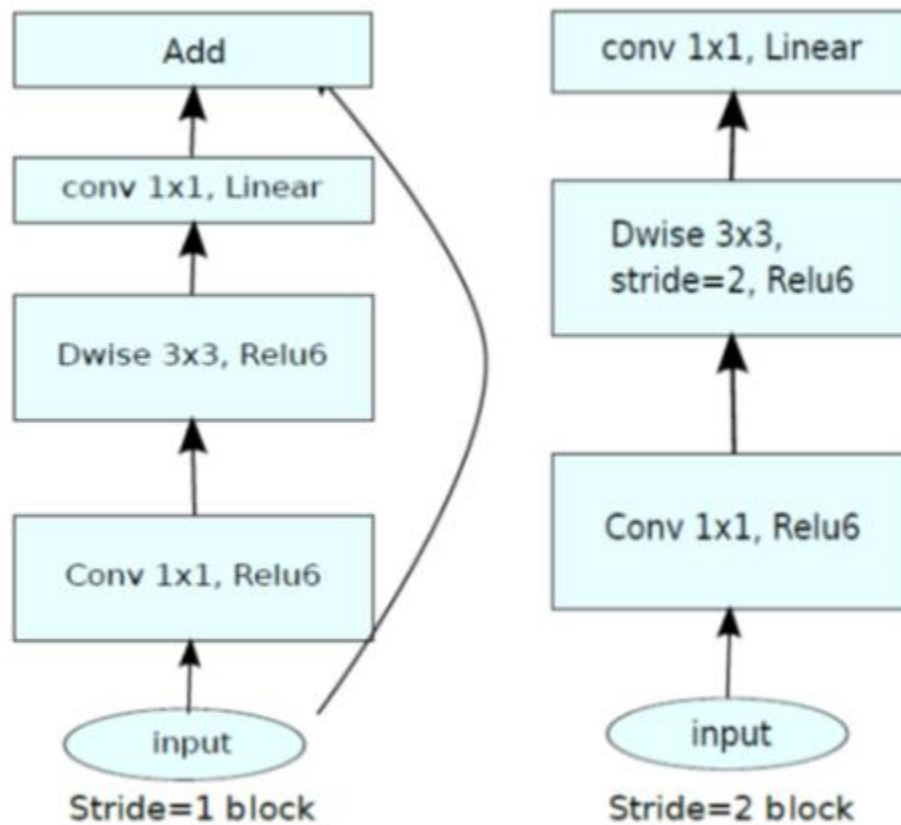 Add
conv 1x1, Linear
Dwise 3x3, Relu6
Conv 1x1, Relu6
input
Stride=1 block
conv 1x1, Linear
Dwise 3x3,
stride=2, Relu6
Conv 1x1, Relu6
input
Stride=2 block